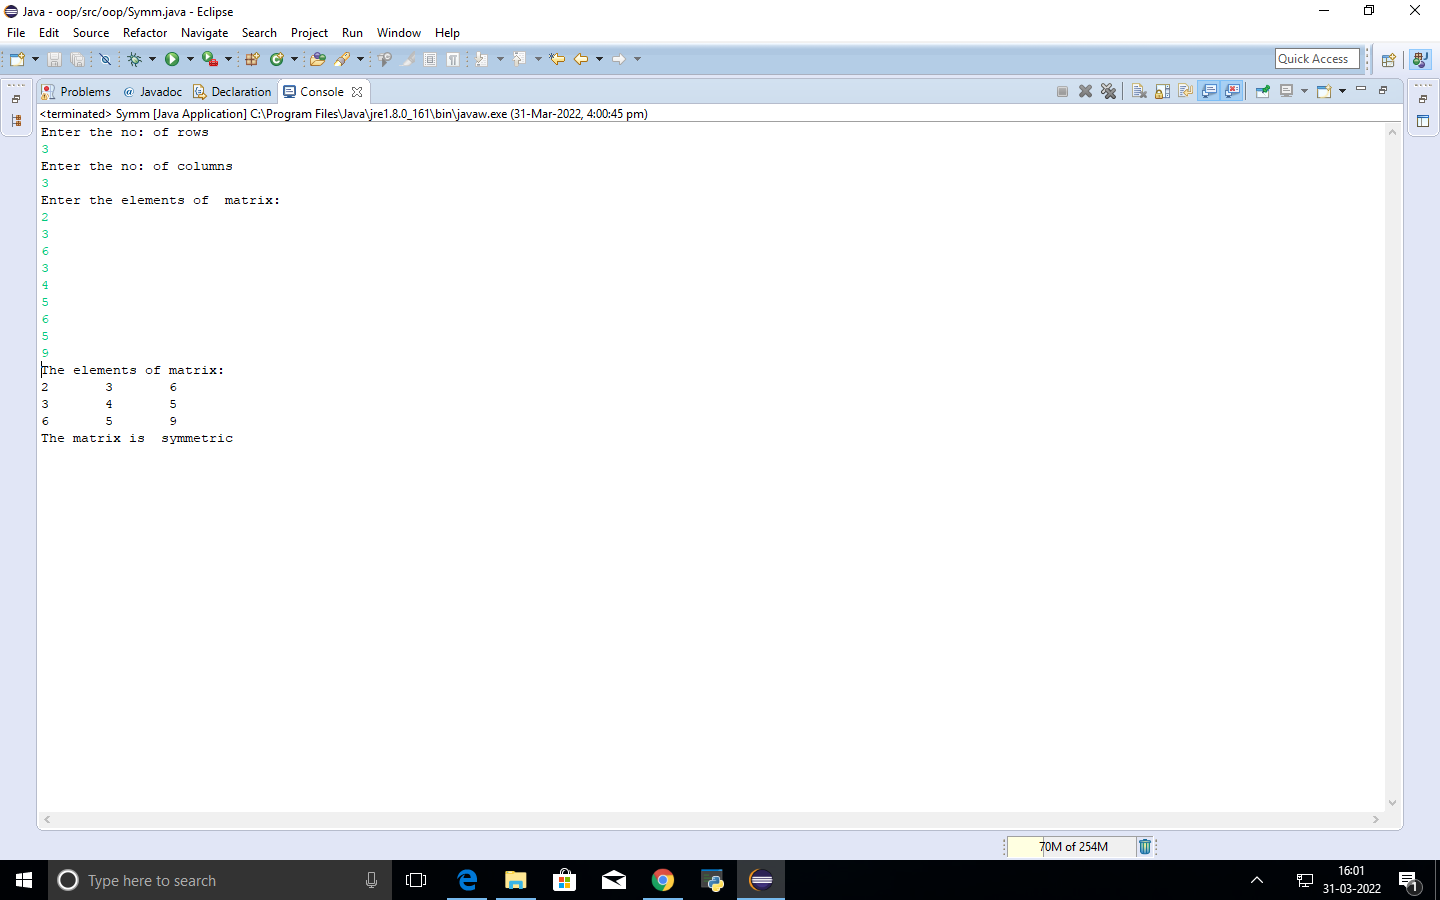 Java - oop/src/oop/Symm.java - Eclipse
File Edit Source Refactor Navigate Search Project Run Window Help
Quick Access
Problems @ Javadoc Declaration Console
<terminated> Symm [Java Application] C:\Program Files\Java\jre1.8.0_161\bin\javaw.exe (31-Mar-2022, 4:00:45 pm)
Enter the no: of rows
3
Enter the no: of columns
3
Enter the elements of  matrix:
2
3
6
3
4
5
6
5
9
The elements of matrix:
2 3 6
3 4 5
6 5 9
The matrix is  symmetric
70M of 254M
Type here to search
16:01
31-03-2022
1